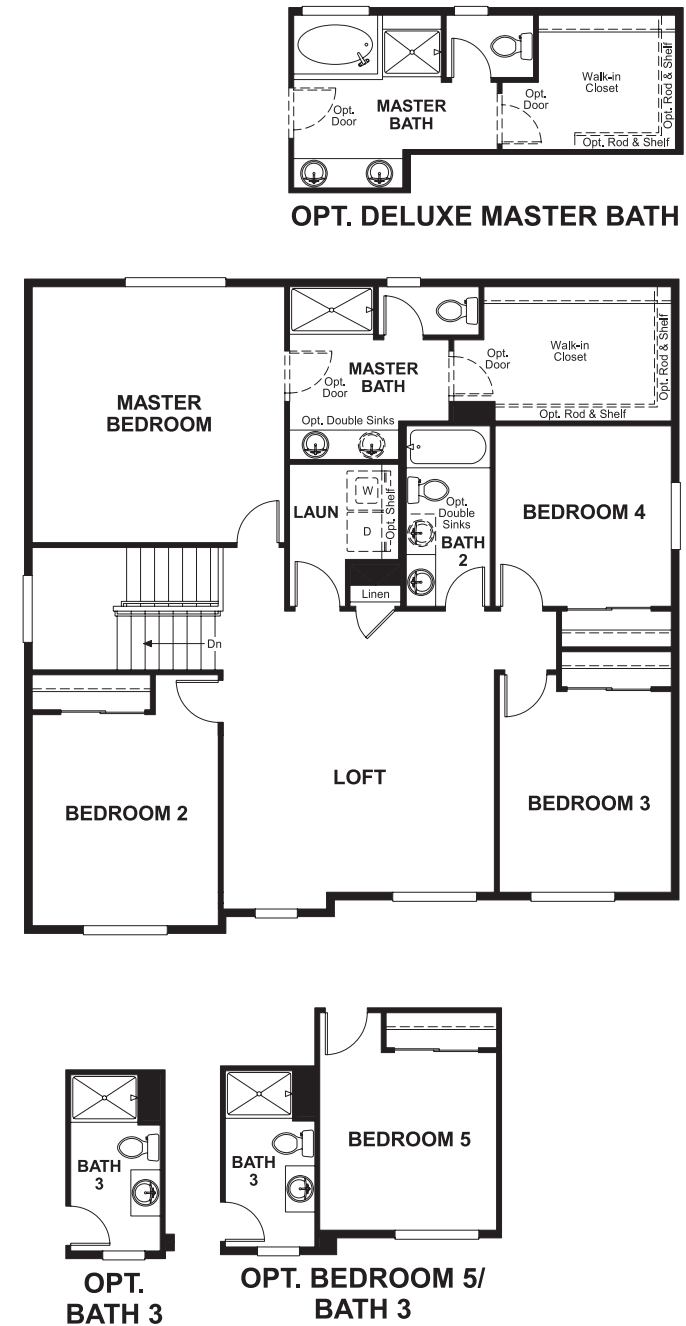 Opt.
Door
MASTER
BATH
Opt.
Door
Walk-in
Closet
Opt. Rod & Shelf
Opt. Rod & Shelf
OPT. DELUXE MASTER BATH
MASTER
BEDROOM
Opt.
Door
MASTER
BATH
Opt. Double Sinks
Opt.
Door
Walk-in
Closet
Opt. Rod & Shelf
Opt. Rod & Shelf
LAUN
W
D
Opt. Shelf
Opt.
Double
Sinks
BATH
2
BEDROOM 4
Linen
Dn
LOFT
BEDROOM 2
BEDROOM 3
BATH
3
OPT.
BATH 3
BATH
3
BEDROOM 5
OPT. BEDROOM 5/
BATH 3